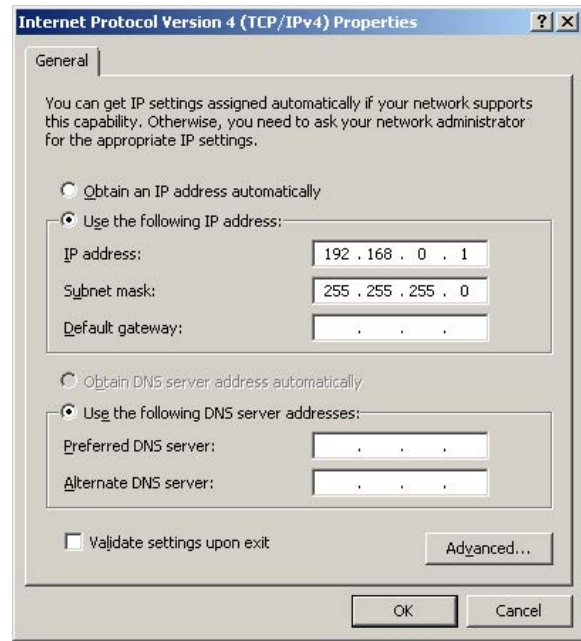 Internet Protocol Version 4 (TCP/IPv4) Properties
General
You can get IP settings assigned automatically if your network supports
this capability. Otherwise, you need to ask your network administrator
for the appropriate IP settings.
Obtain an IP address automatically
Use the following IP address:
IP address: 192 . 168 . 0 . 1
Subnet mask: 255 . 255 . 255 . 0
Default gateway: . . .
Obtain DNS server address automatically
Use the following DNS server addresses:
Preferred DNS server: . . .
Alternate DNS server: . . .
Validate settings upon exit
Advanced...
OK Cancel